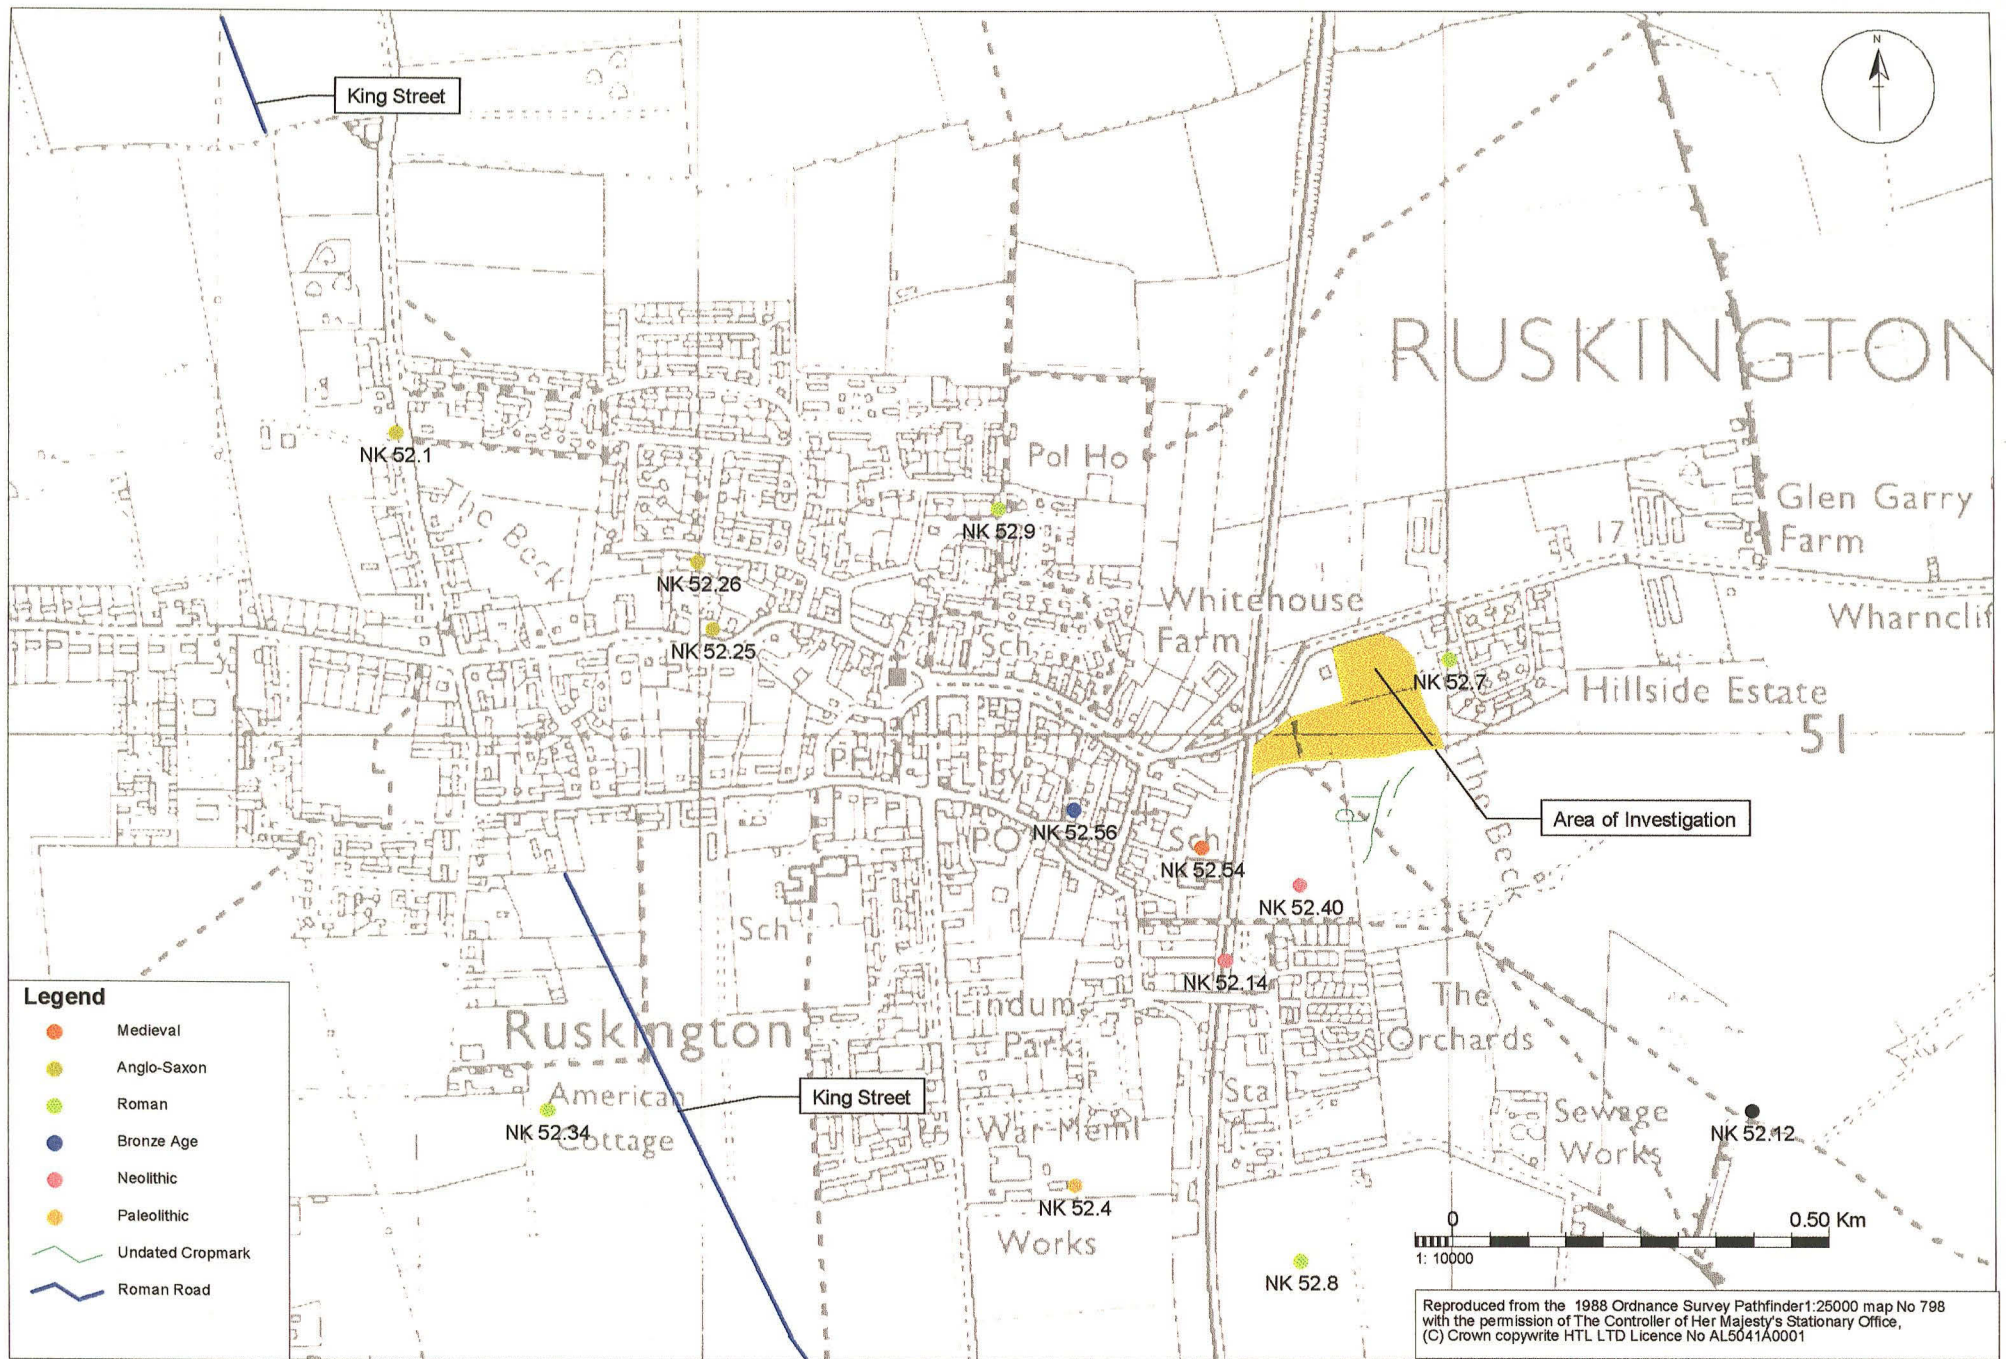 N
King Street
RUSKINGTON
NK 52.1
Pol Ho
Glen Garry
Farm
17
The Beck
NK 52.9
NK 52.26
Whitehouse
Farm
Wharnclif
NK 52.25
Sch
NK 52.7
Hillside Estate
51
PH
The Beck
Area of Investigation
NK 52.56
PO
Sch
NK 52.54
NK 52.40
Sch
NK 52.14
Lindum
Park
The
Orchards
Ruskington
American
Cottage
King Street
NK 52.34
War Meml
Sta
Sewage
Works
NK 52.12
NK 52.4
Works
NK 52.8
Legend
Medieval
Anglo-Saxon
Roman
Bronze Age
Neolithic
Paleolithic
Undated Cropmark
Roman Road
0 0.50 Km
1: 10000
Reproduced from the 1988 Ordnance Survey Pathfinder1:25000 map No 798
with the permission of The Controller of Her Majesty's Stationary Office,
(C) Crown copywrite HTL LTD Licence No AL5041A0001